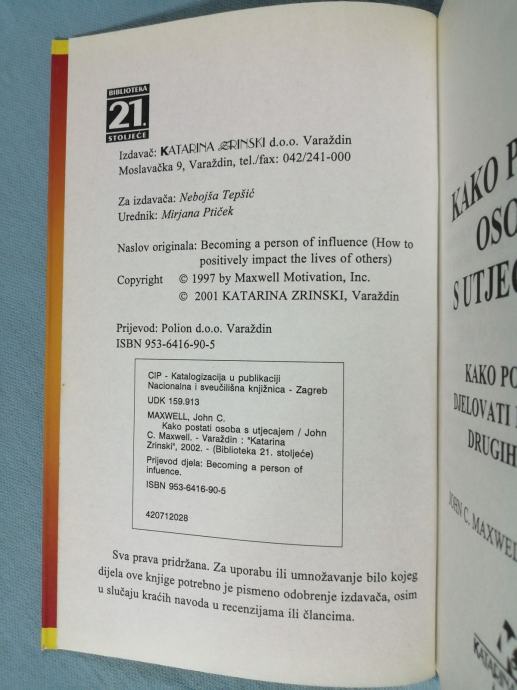 BIBLIOTEKA
21.
STOLJEĆE
Izdavač: KATARINA ZRINSKI d.o.o. Varaždin
Moslavačka 9, Varaždin, tel./fax: 042/241-000
Za izdavača: Nebojša Tepšić
Urednik: Mirjana Ptiček
Naslov originala: Becoming a person of influence (How to
positively impact the lives of others)
Copyright © 1997 by Maxwell Motivation, Inc.
© 2001 KATARINA ZRINSKI, Varaždin
Prijevod: Polion d.o.o. Varaždin
ISBN 953-6416-90-5
CIP - Katalogizacija u publikaciji
Nacionalna i sveučilišna knjižnica - Zagreb
UDK 159.913
MAXWELL, John C.
Kako postati osoba s utjecajem / John
C. Maxwell. - Varaždin : "Katarina
Zrinski", 2002. - (Biblioteka 21. stoljeće)
Prijevod djela: Becoming a person of
infuence.
ISBN 953-6416-90-5
420712028
Sva prava pridržana. Za uporabu ili umnožavanje bilo kojeg
dijela ove knjige potrebno je pismeno odobrenje izdavača, osim
u slučaju kraćih navoda u recenzijama ili člancima.
KAKO
OSO
S UTJEC
KAKO PO
DJELOVATI
DRUGIH
JOHN C. MAXWEL
KATARINA